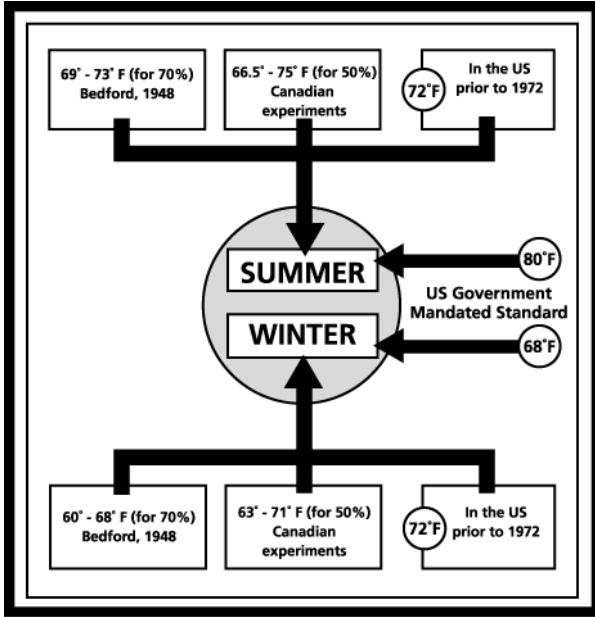 69° - 73° F (for 70%)
Bedford, 1948
66.5° - 75° F (for 50%)
Canadian
experiments
72°F
In the US
prior to 1972
SUMMER
WINTER
80°F
US Government
Mandated Standard
68°F
60° - 68° F (for 70%)
Bedford, 1948
63° - 71° F (for 50%)
Canadian
experiments
72°F
In the US
prior to 1972